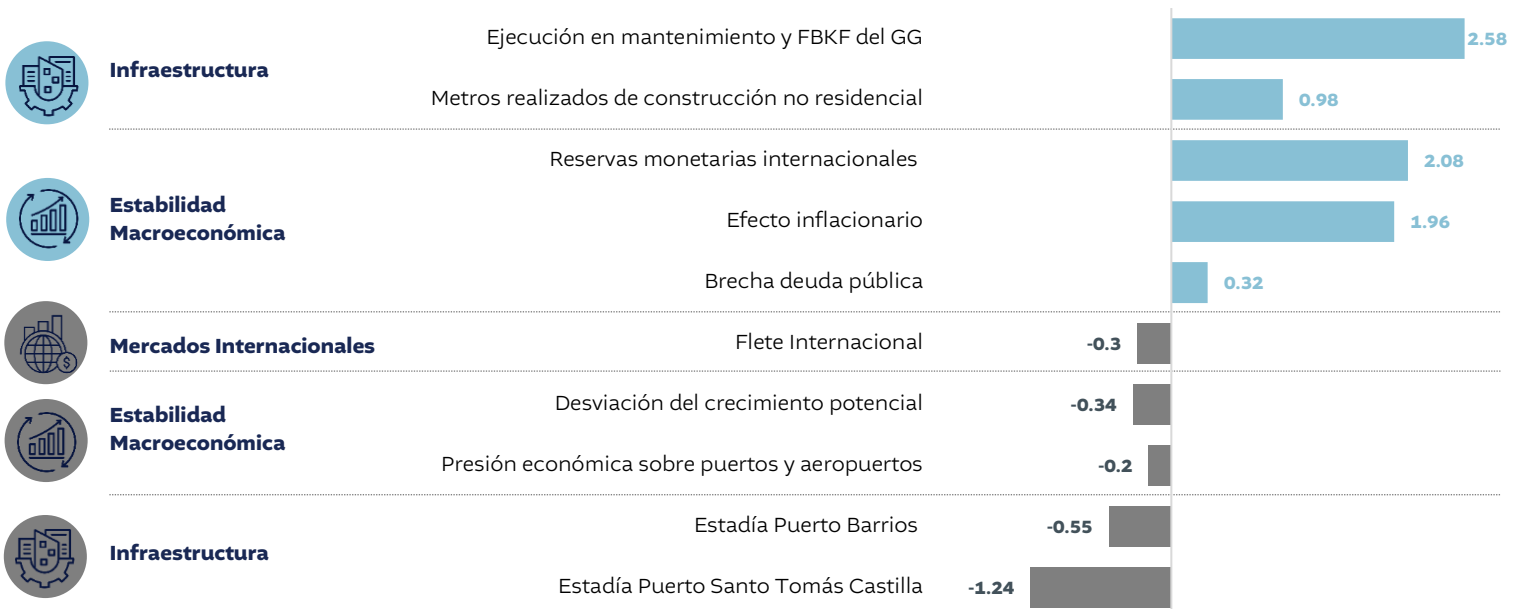 Ejecución en mantenimiento y FBKF del GG
2.58
Infraestructura
Metros realizados de construcción no residencial
0.98
Reservas monetarias internacionales
2.08
Estabilidad
Macroeconómica
Efecto inflacionario
1.96
Brecha deuda pública
0.32
Mercados Internacionales
Flete Internacional
-0.3
$
Estabilidad
Macroeconómica
Desviación del crecimiento potencial
-0.34
Presión económica sobre puertos y aeropuertos
-0.2
Infraestructura
Estadía Puerto Barrios
-0.55
Estadía Puerto Santo Tomás Castilla
-1.24